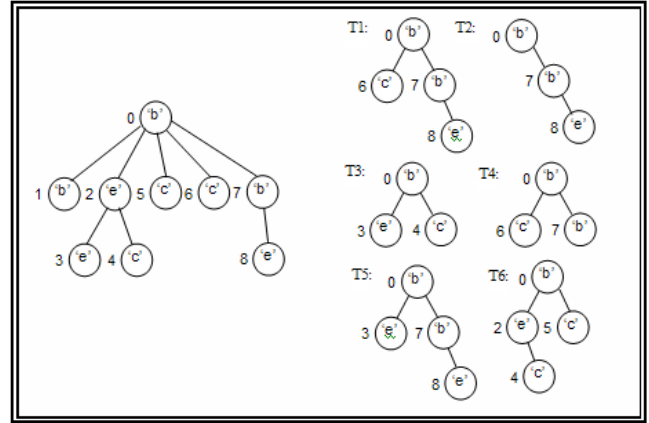 0 'b'
1 'b' 2 'e' 5 'c' 6 'c' 7 'b'
3 'e' 4 'c' 8 'e'
T1: 0 'b'
6 'c' 7 'b'
8 'e'
T2: 0 'b'
7 'b'
8 'e'
T3: 0 'b'
3 'e' 4 'c'
T4: 0 'b'
6 'c' 7 'b'
T5: 0 'b'
3 'e' 7 'b'
8 'e'
T6: 0 'b'
2 'e' 5 'c'
4 'c'